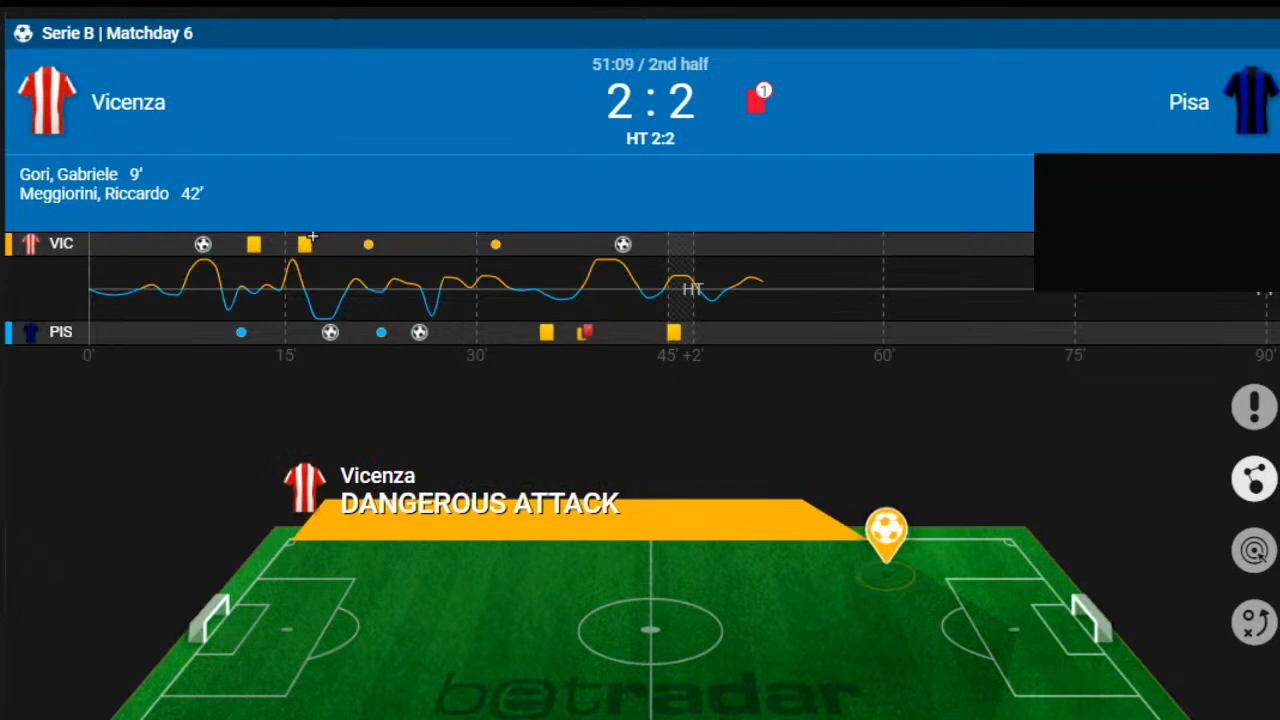 Serie B | Matchday 6
51:09 / 2nd half
Vicenza
2 : 2
1
Pisa
HT 2:2
Gori, Gabriele 9'
Meggiorini, Riccardo 42'
VIC
HT
PIS
0' 15' 30' 45' +2' 60' 75' 90'
Vicenza
DANGEROUS ATTACK
betradar